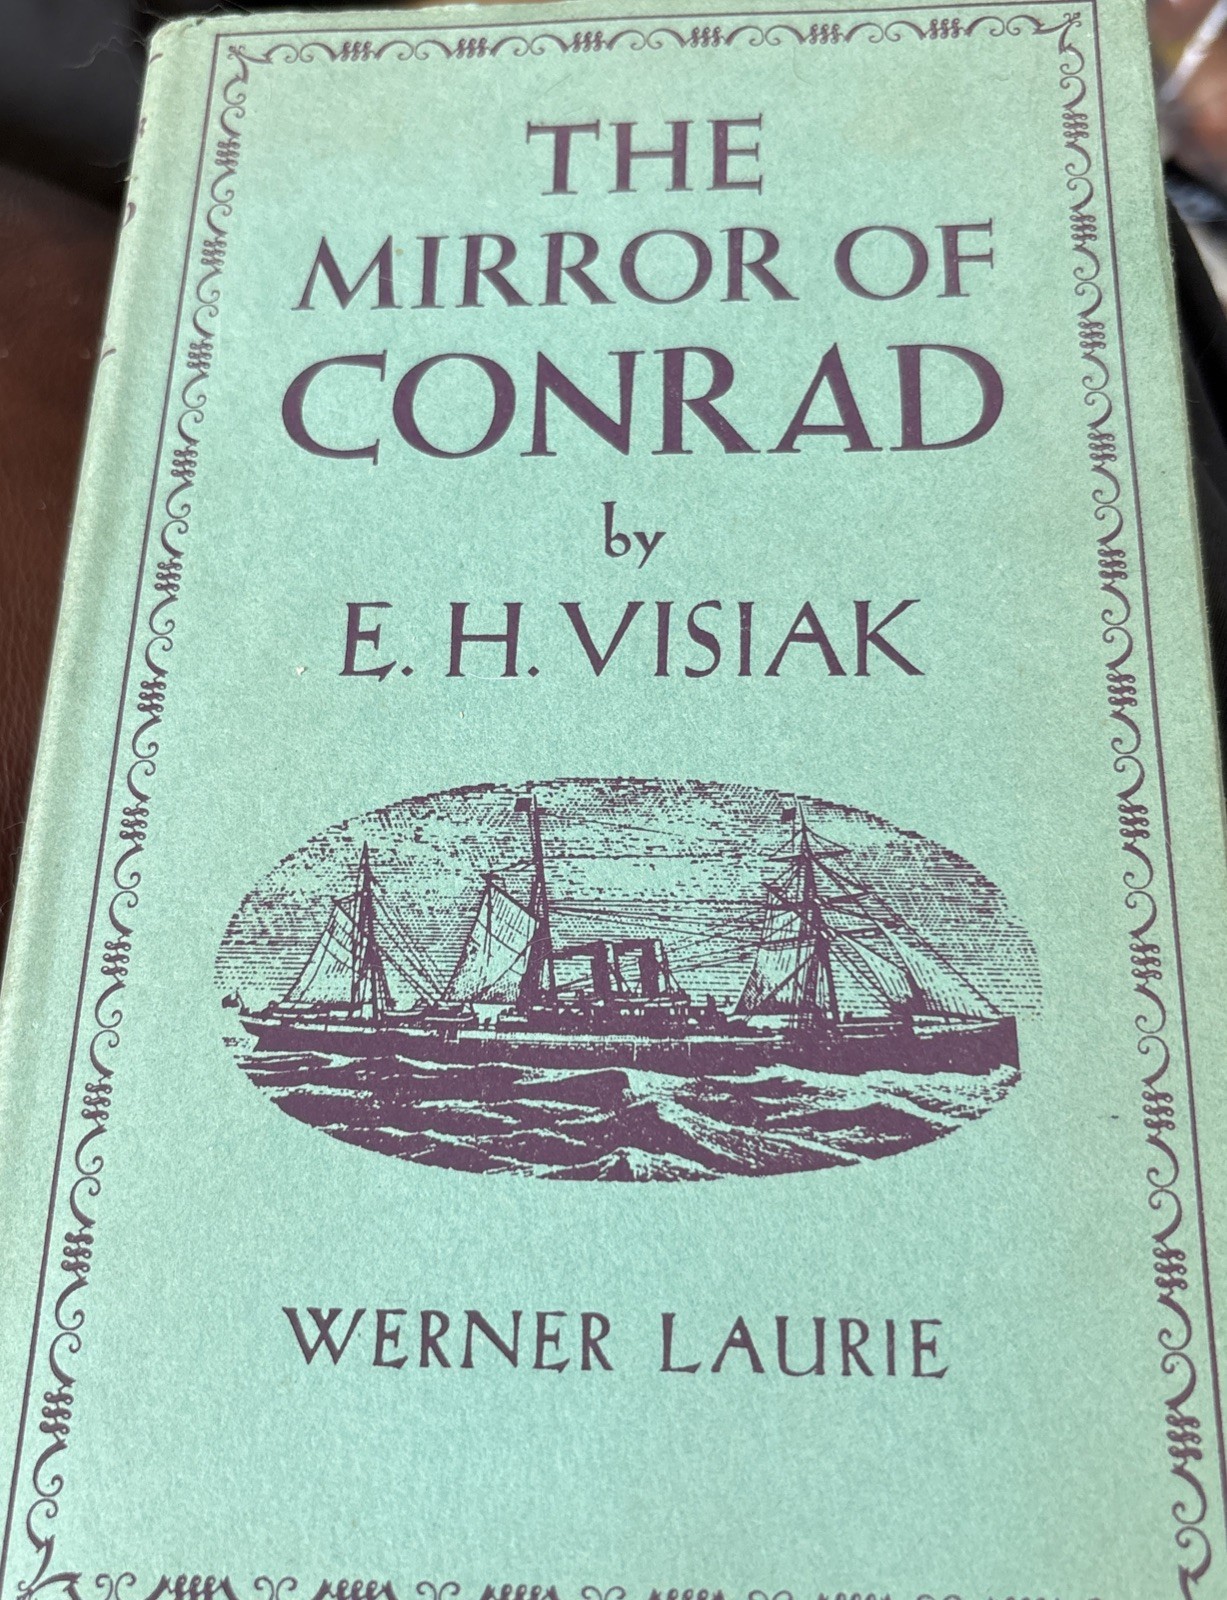 THE
MIRROR OF
CONRAD
by
E. H. VISIAK
WERNER LAURIE